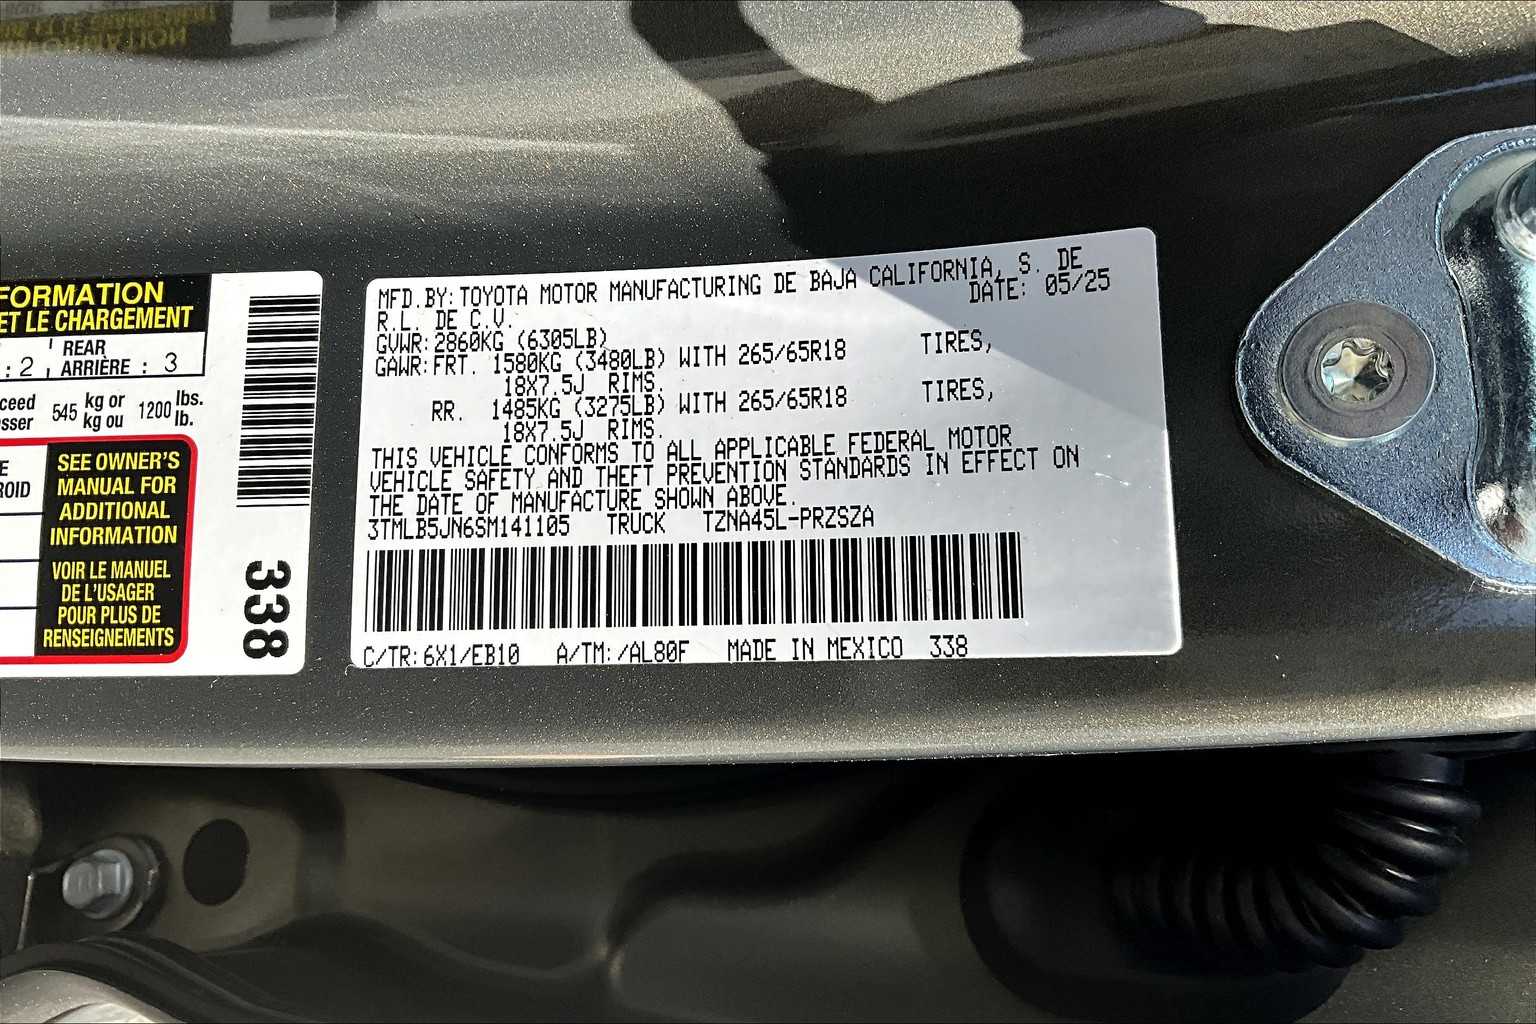 FORMATION
ET LE CHARGEMENT
: 2 REAR
ARRIÈRE : 3
ceed 545 kg or 1200 lbs.
sser kg ou lb.
E
ROID
SEE OWNER'S
MANUAL FOR
ADDITIONAL
INFORMATION
VOIR LE MANUEL
DE L'USAGER
POUR PLUS DE
RENSEIGNEMENTS
338
MFD.BY:TOYOTA MOTOR MANUFACTURING DE BAJA CALIFORNIA, S. DE
R.L. DE C.V. DATE: 05/25
GVWR:2860KG (6305LB)
GAWR:FRT. 1580KG (3480LB) WITH 265/65R18 TIRES,
18X7.5J RIMS.
RR. 1485KG (3275LB) WITH 265/65R18 TIRES,
18X7.5J RIMS.
THIS VEHICLE CONFORMS TO ALL APPLICABLE FEDERAL MOTOR
VEHICLE SAFETY AND THEFT PREVENTION STANDARDS IN EFFECT ON
THE DATE OF MANUFACTURE SHOWN ABOVE.
3TMLB5JN6SM141105 TRUCK TZNA45L-PRZSZA
C/TR:6X1/EB10 A/TM:/AL80F MADE IN MEXICO 338